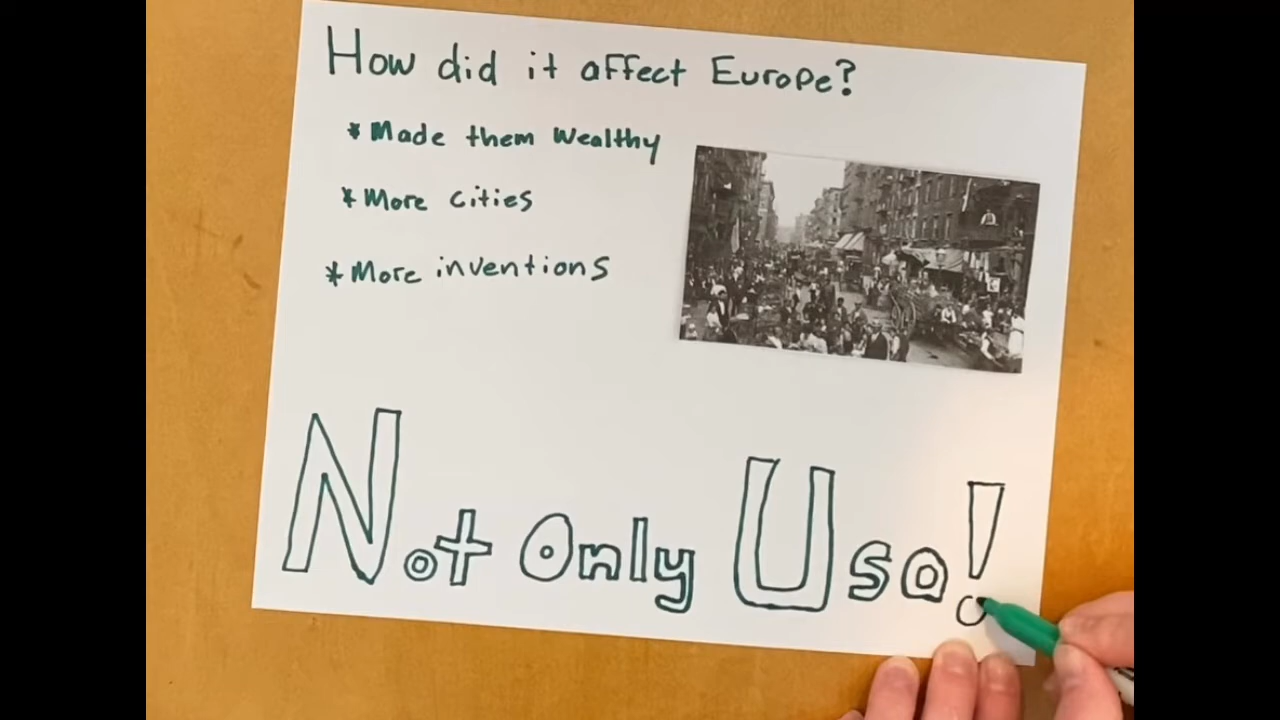 How did it affect Europe?
* Made them Wealthy
* More cities
* More inventions
Not Only Usa!